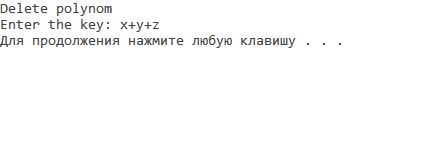 Delete polynom
Enter the key: x+y+z
Для продолжения нажмите любую клавишу . . .